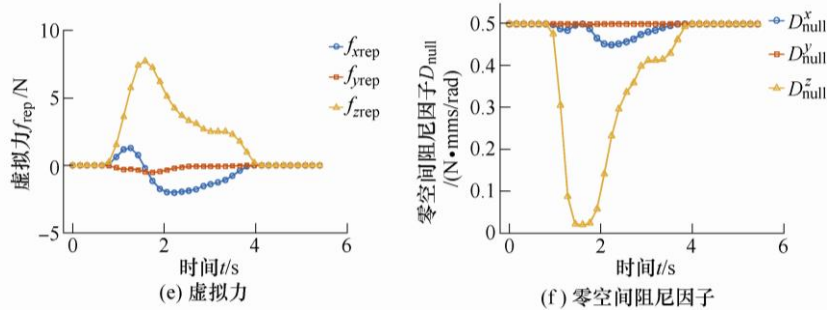 10
5
0
−5
0
2
4
6
虚拟力f_rep /N
f_xrep
f_yrep
f_zrep
时间t/s
(e) 虚拟力
0.5
0.4
0.3
0.2
0.1
0
0
2
4
6
零空间阻尼因子D_null
/(N•mms/rad)
D^x_null
D^y_null
D^z_null
时间t/s
(f) 零空间阻尼因子